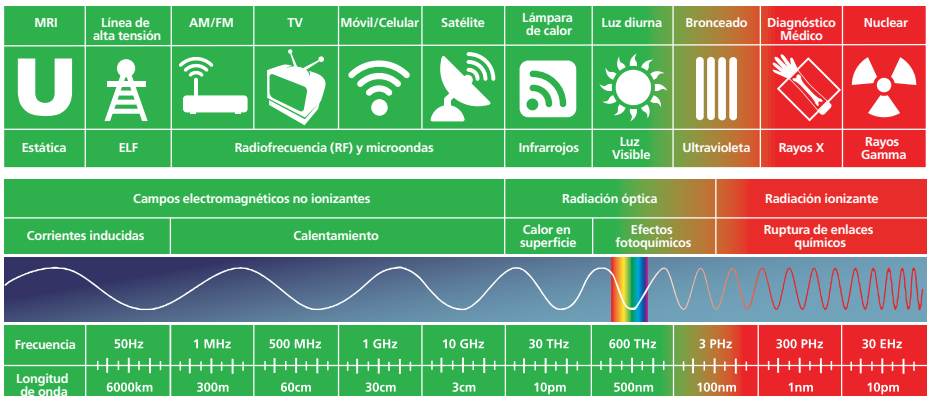 MRI
Línea de
alta tensión
AM/FM
TV
Móvil/Celular
Satélite
Lámpara
de calor
Luz diurna
Bronceado
Diagnóstico
Médico
Nuclear
Estática
ELF
Radiofrecuencia (RF) y microondas
Infrarrojos
Luz
Visible
Ultravioleta
Rayos X
Rayos
Gamma
Campos electromagnéticos no ionizantes
Radiación óptica
Radiación ionizante
Corrientes inducidas
Calentamiento
Calor en
superficie
Efectos
fotoquímicos
Ruptura de enlaces
químicos
Frecuencia
50Hz
1 MHz
500 MHz
1 GHz
10 GHz
30 THz
600 THz
3 PHz
300 PHz
30 EHz
Longitud
de onda
6000km
300m
60cm
30cm
3cm
10pm
500nm
100nm
1nm
10pm